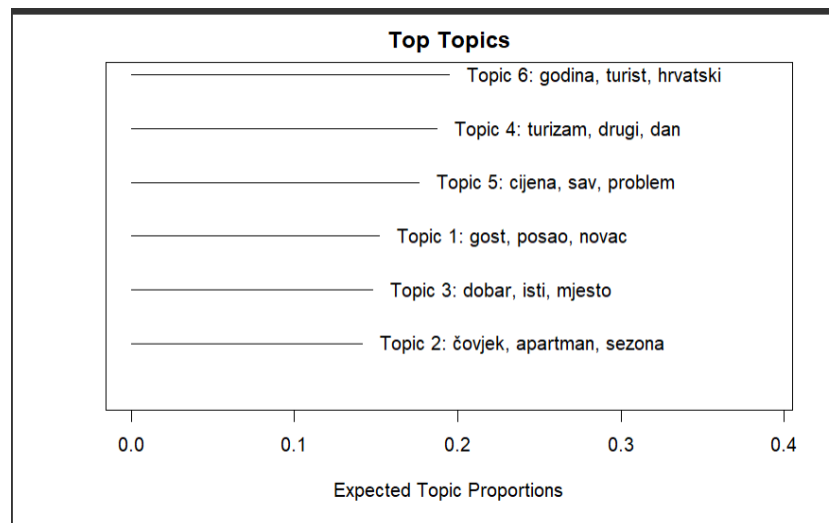 Top Topics
Topic 6: godina, turist, hrvatski
Topic 4: turizam, drugi, dan
Topic 5: cijena, sav, problem
Topic 1: gost, posao, novac
Topic 3: dobar, isti, mjesto
Topic 2: čovjek, apartman, sezona
0.0 0.1 0.2 0.3 0.4
Expected Topic Proportions